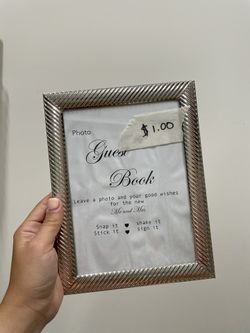 $1.00
Photo
Guest
Book
Leave a photo and your good wishes
for the new
Mr and Mrs
Snap it ♥ shake it
Stick it ♥ sign it